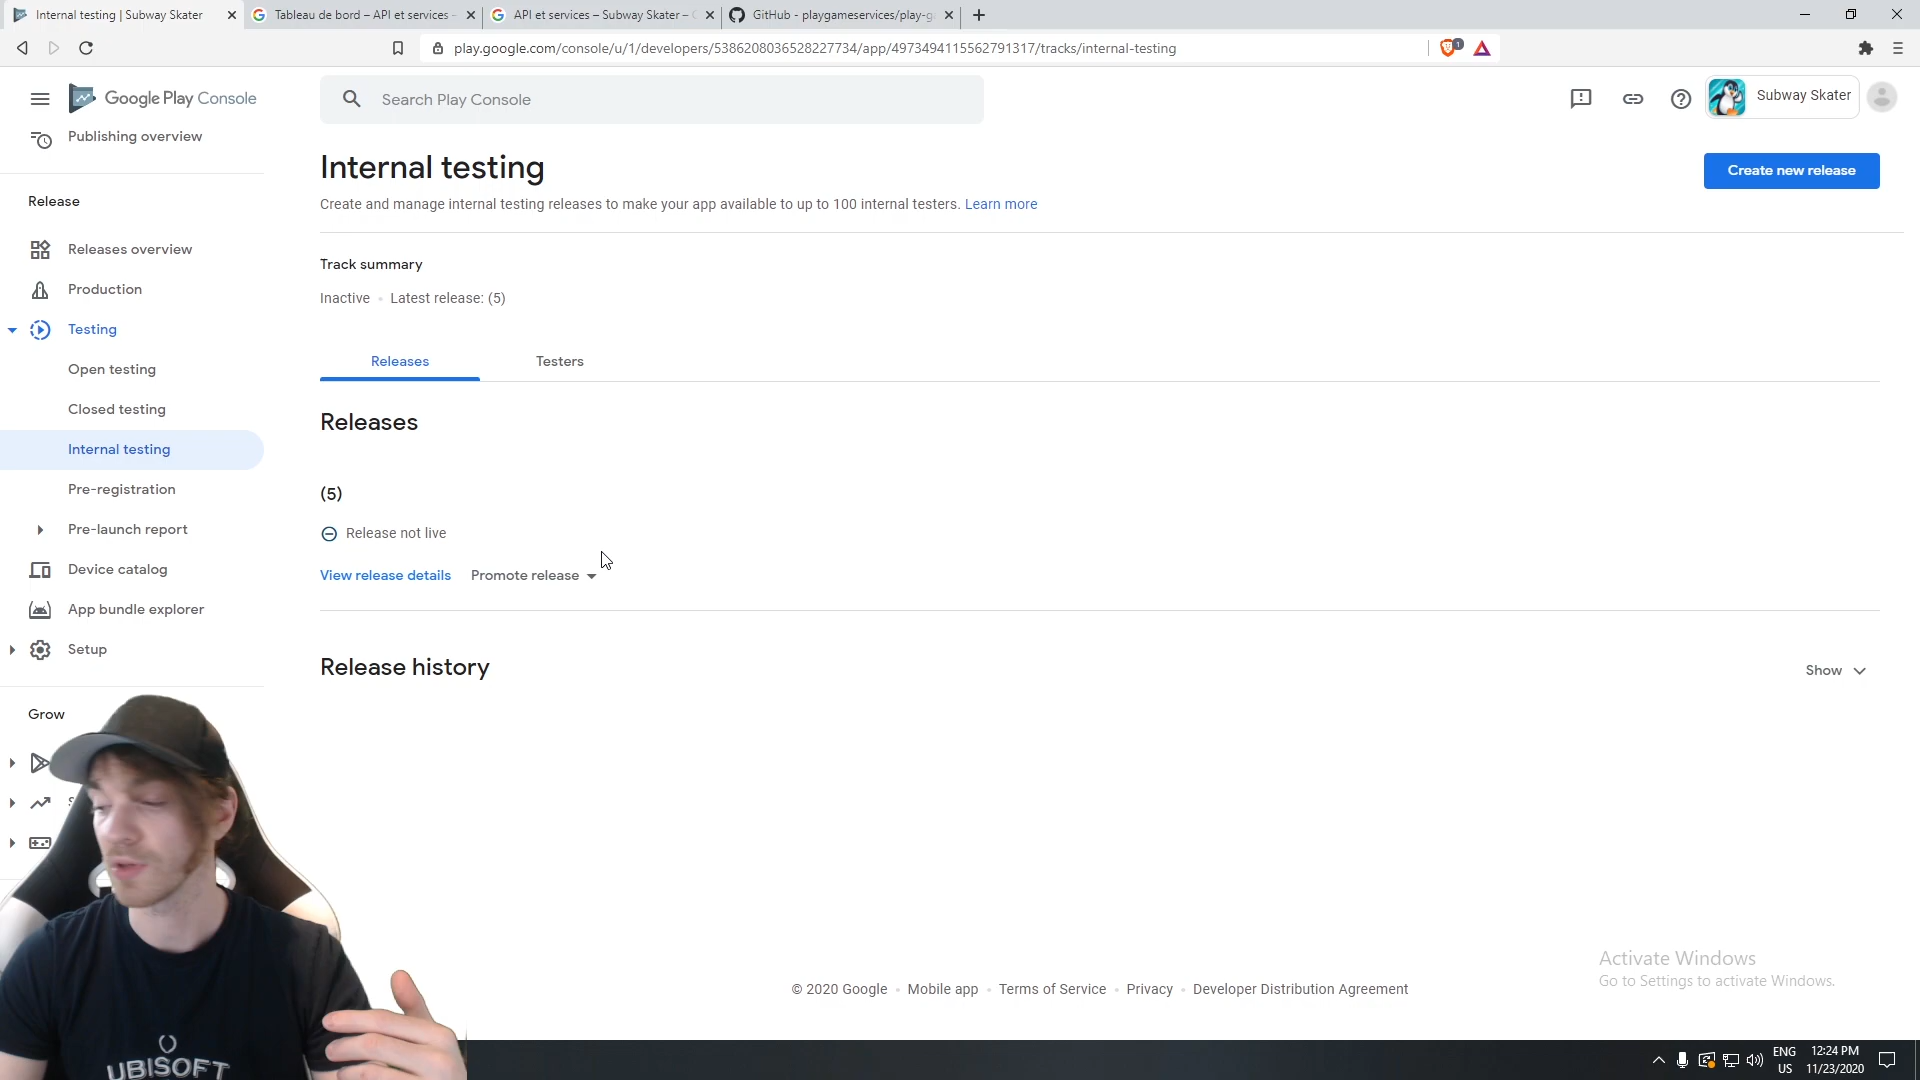 Internal testing | Subway Skater
Tableau de bord – API et services –
API et services – Subway Skater –
GitHub - playgameservices/play-g
play.google.com/console/u/1/developers/5386208036528227734/app/4973494115562791317/tracks/internal-testing
1
Google Play Console
Search Play Console
Subway Skater
Publishing overview
Release
Releases overview
Production
Testing
Open testing
Closed testing
Internal testing
Pre-registration
Pre-launch report
Device catalog
App bundle explorer
Setup
Grow
Internal testing
Create new release
Create and manage internal testing releases to make your app available to up to 100 internal testers. Learn more
Track summary
Inactive • Latest release: (5)
Releases
Testers
Releases
(5)
Release not live
View release details
Promote release
Release history
Show
© 2020 Google • Mobile app • Terms of Service • Privacy • Developer Distribution Agreement
Activate Windows
Go to Settings to activate Windows.
UBISOFT
ENG
US
12:24 PM
11/23/2020